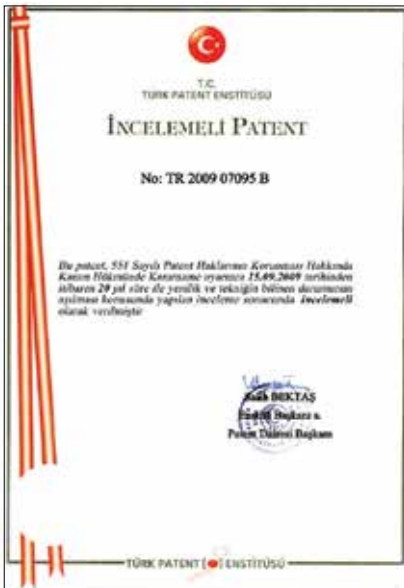 T.C.
TÜRK PATENT ENSTİTÜSÜ
İNCELEMELİ PATENT
No: TR 2009 07095 B
Bu patent, 551 Sayılı Patent Haklarının Korunması Hakkında
Kanun Hükmünde Kararname uyarınca 15.09.2009 tarihinden
itibaren 20 yıl süre ile yenilik ve tekniğin bilinen durumunun
aşılması konusunda yapılan inceleme sonucunda incelemeli
olarak verilmiştir
BEKTAŞ
Başkanı a.
Patent Dairesi Başkanı
TÜRK PATENT ENSTİTÜSÜ